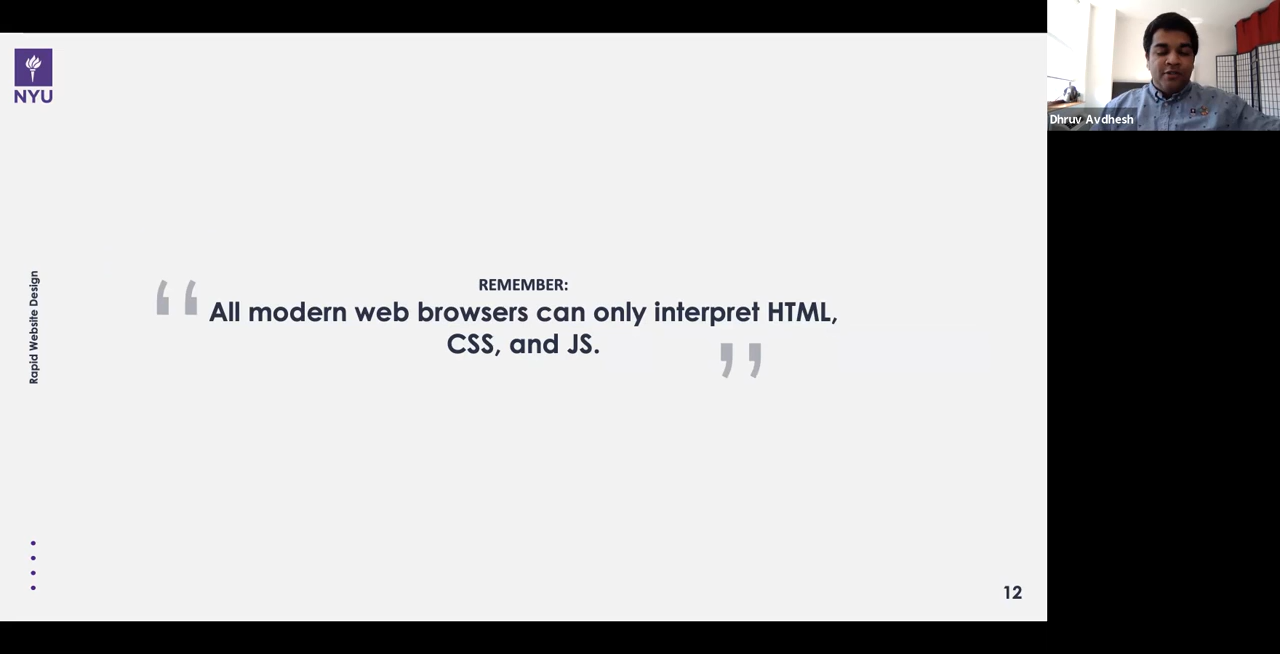 NYU
Dhruv Avdhesh
Rapid Website Design
REMEMBER:
“All modern web browsers can only interpret HTML,
CSS, and JS.”
12